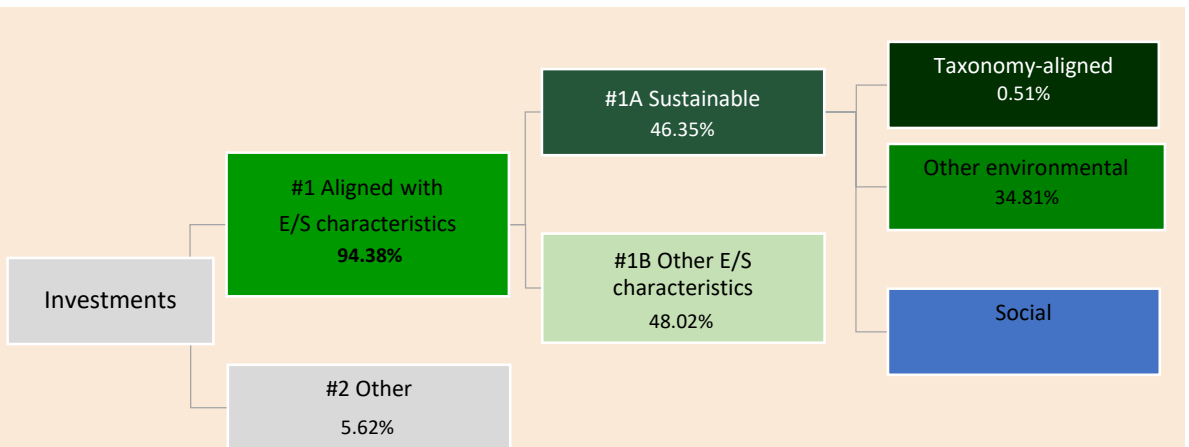 Investments
#1 Aligned with
E/S characteristics
94.38%
#2 Other
5.62%
#1A Sustainable
46.35%
#1B Other E/S
characteristics
48.02%
Taxonomy-aligned
0.51%
Other environmental
34.81%
Social